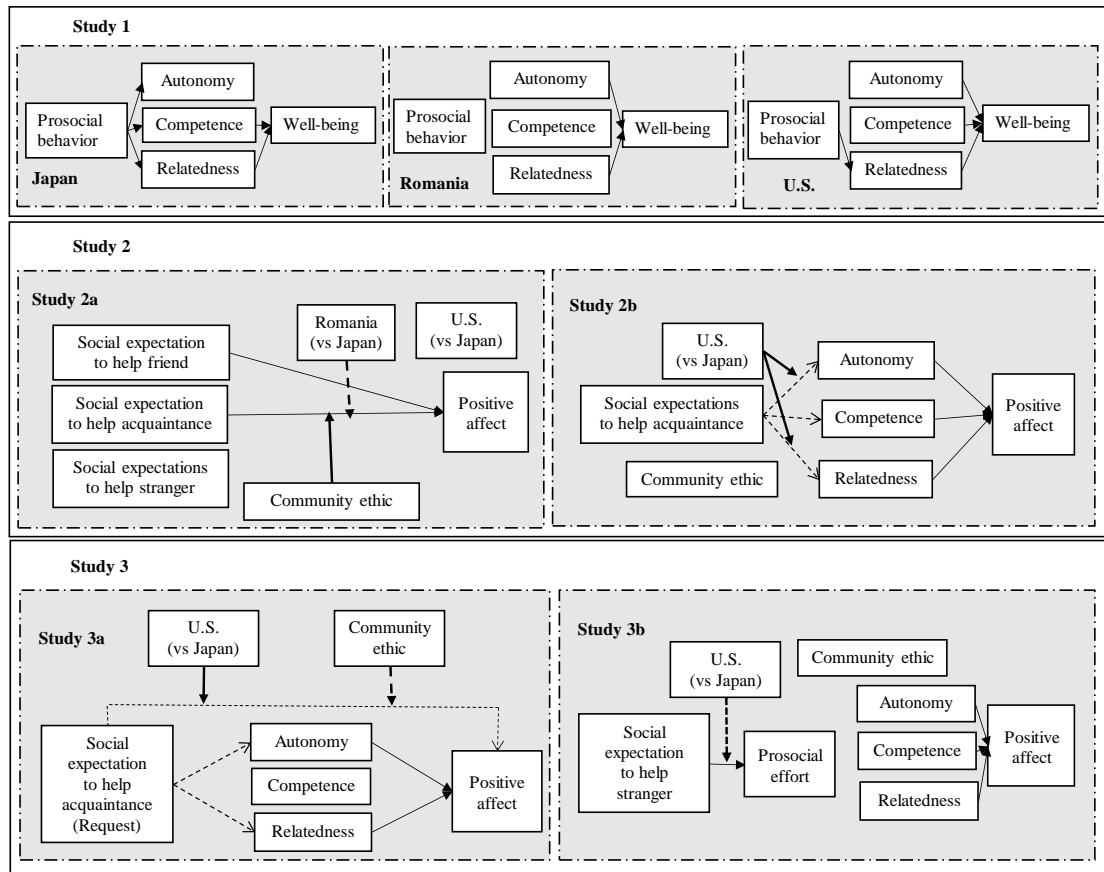 Study 1
Autonomy
Prosocial
behavior
Competence
Well-being
Relatedness
Japan
Autonomy
Prosocial
behavior
Competence
Well-being
Relatedness
Romania
Autonomy
Prosocial
behavior
Competence
Well-being
Relatedness
U.S.
Study 2
Study 2a
Social expectation
to help friend
Romania
(vs Japan)
U.S.
(vs Japan)
Social expectation
to help acquaintance
Positive
affect
Social expectations
to help stranger
Community ethic
Study 2b
U.S.
(vs Japan)
Autonomy
Social expectations
to help acquaintance
Competence
Positive
affect
Community ethic
Relatedness
Study 3
Study 3a
U.S.
(vs Japan)
Community
ethic
Social
expectation
to help
acquaintance
(Request)
Autonomy
Competence
Relatedness
Positive
affect
Study 3b
U.S.
(vs Japan)
Community ethic
Social
expectation
to help
stranger
Prosocial
effort
Autonomy
Competence
Relatedness
Positive
affect